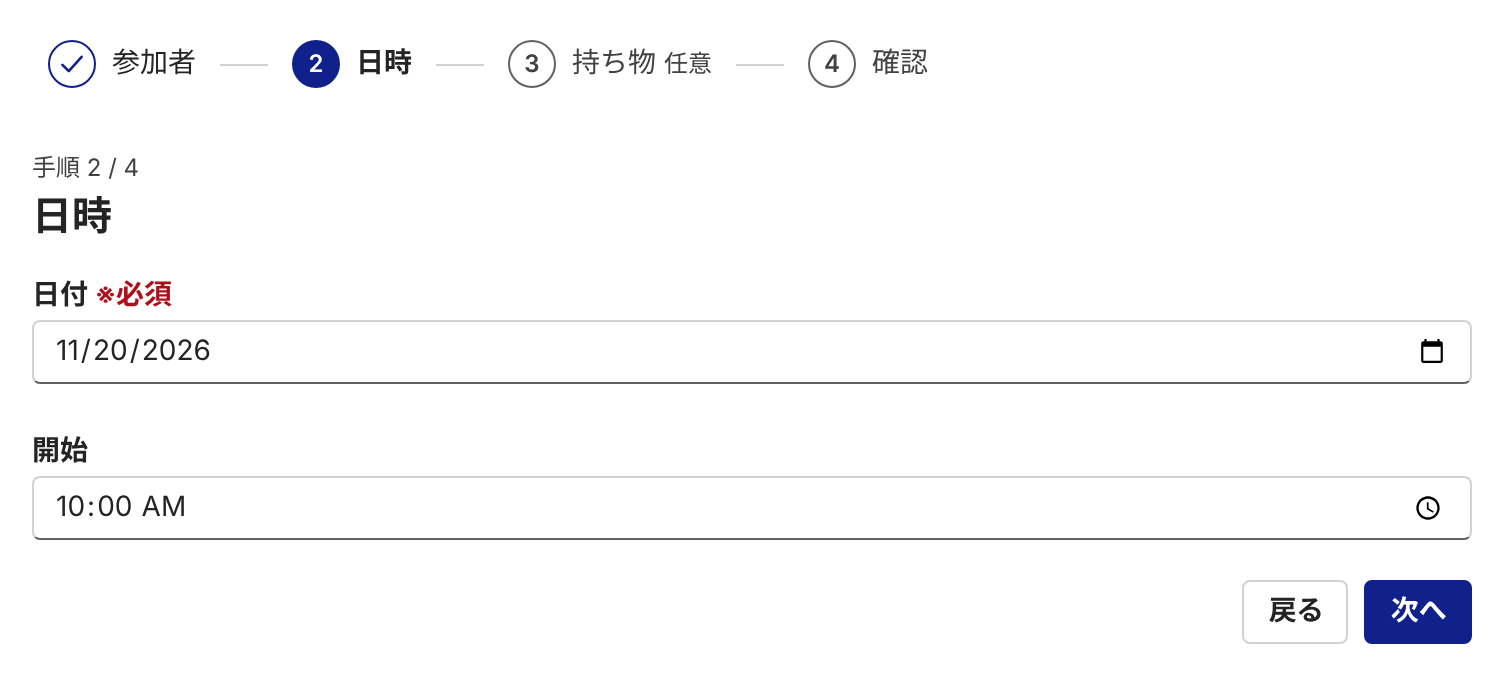 参加者 2 日時 3 持ち物 任意 4 確認
手順 2 / 4
日時
日付 ※必須
11/20/2026
開始
10:00 AM
戻る 次へ